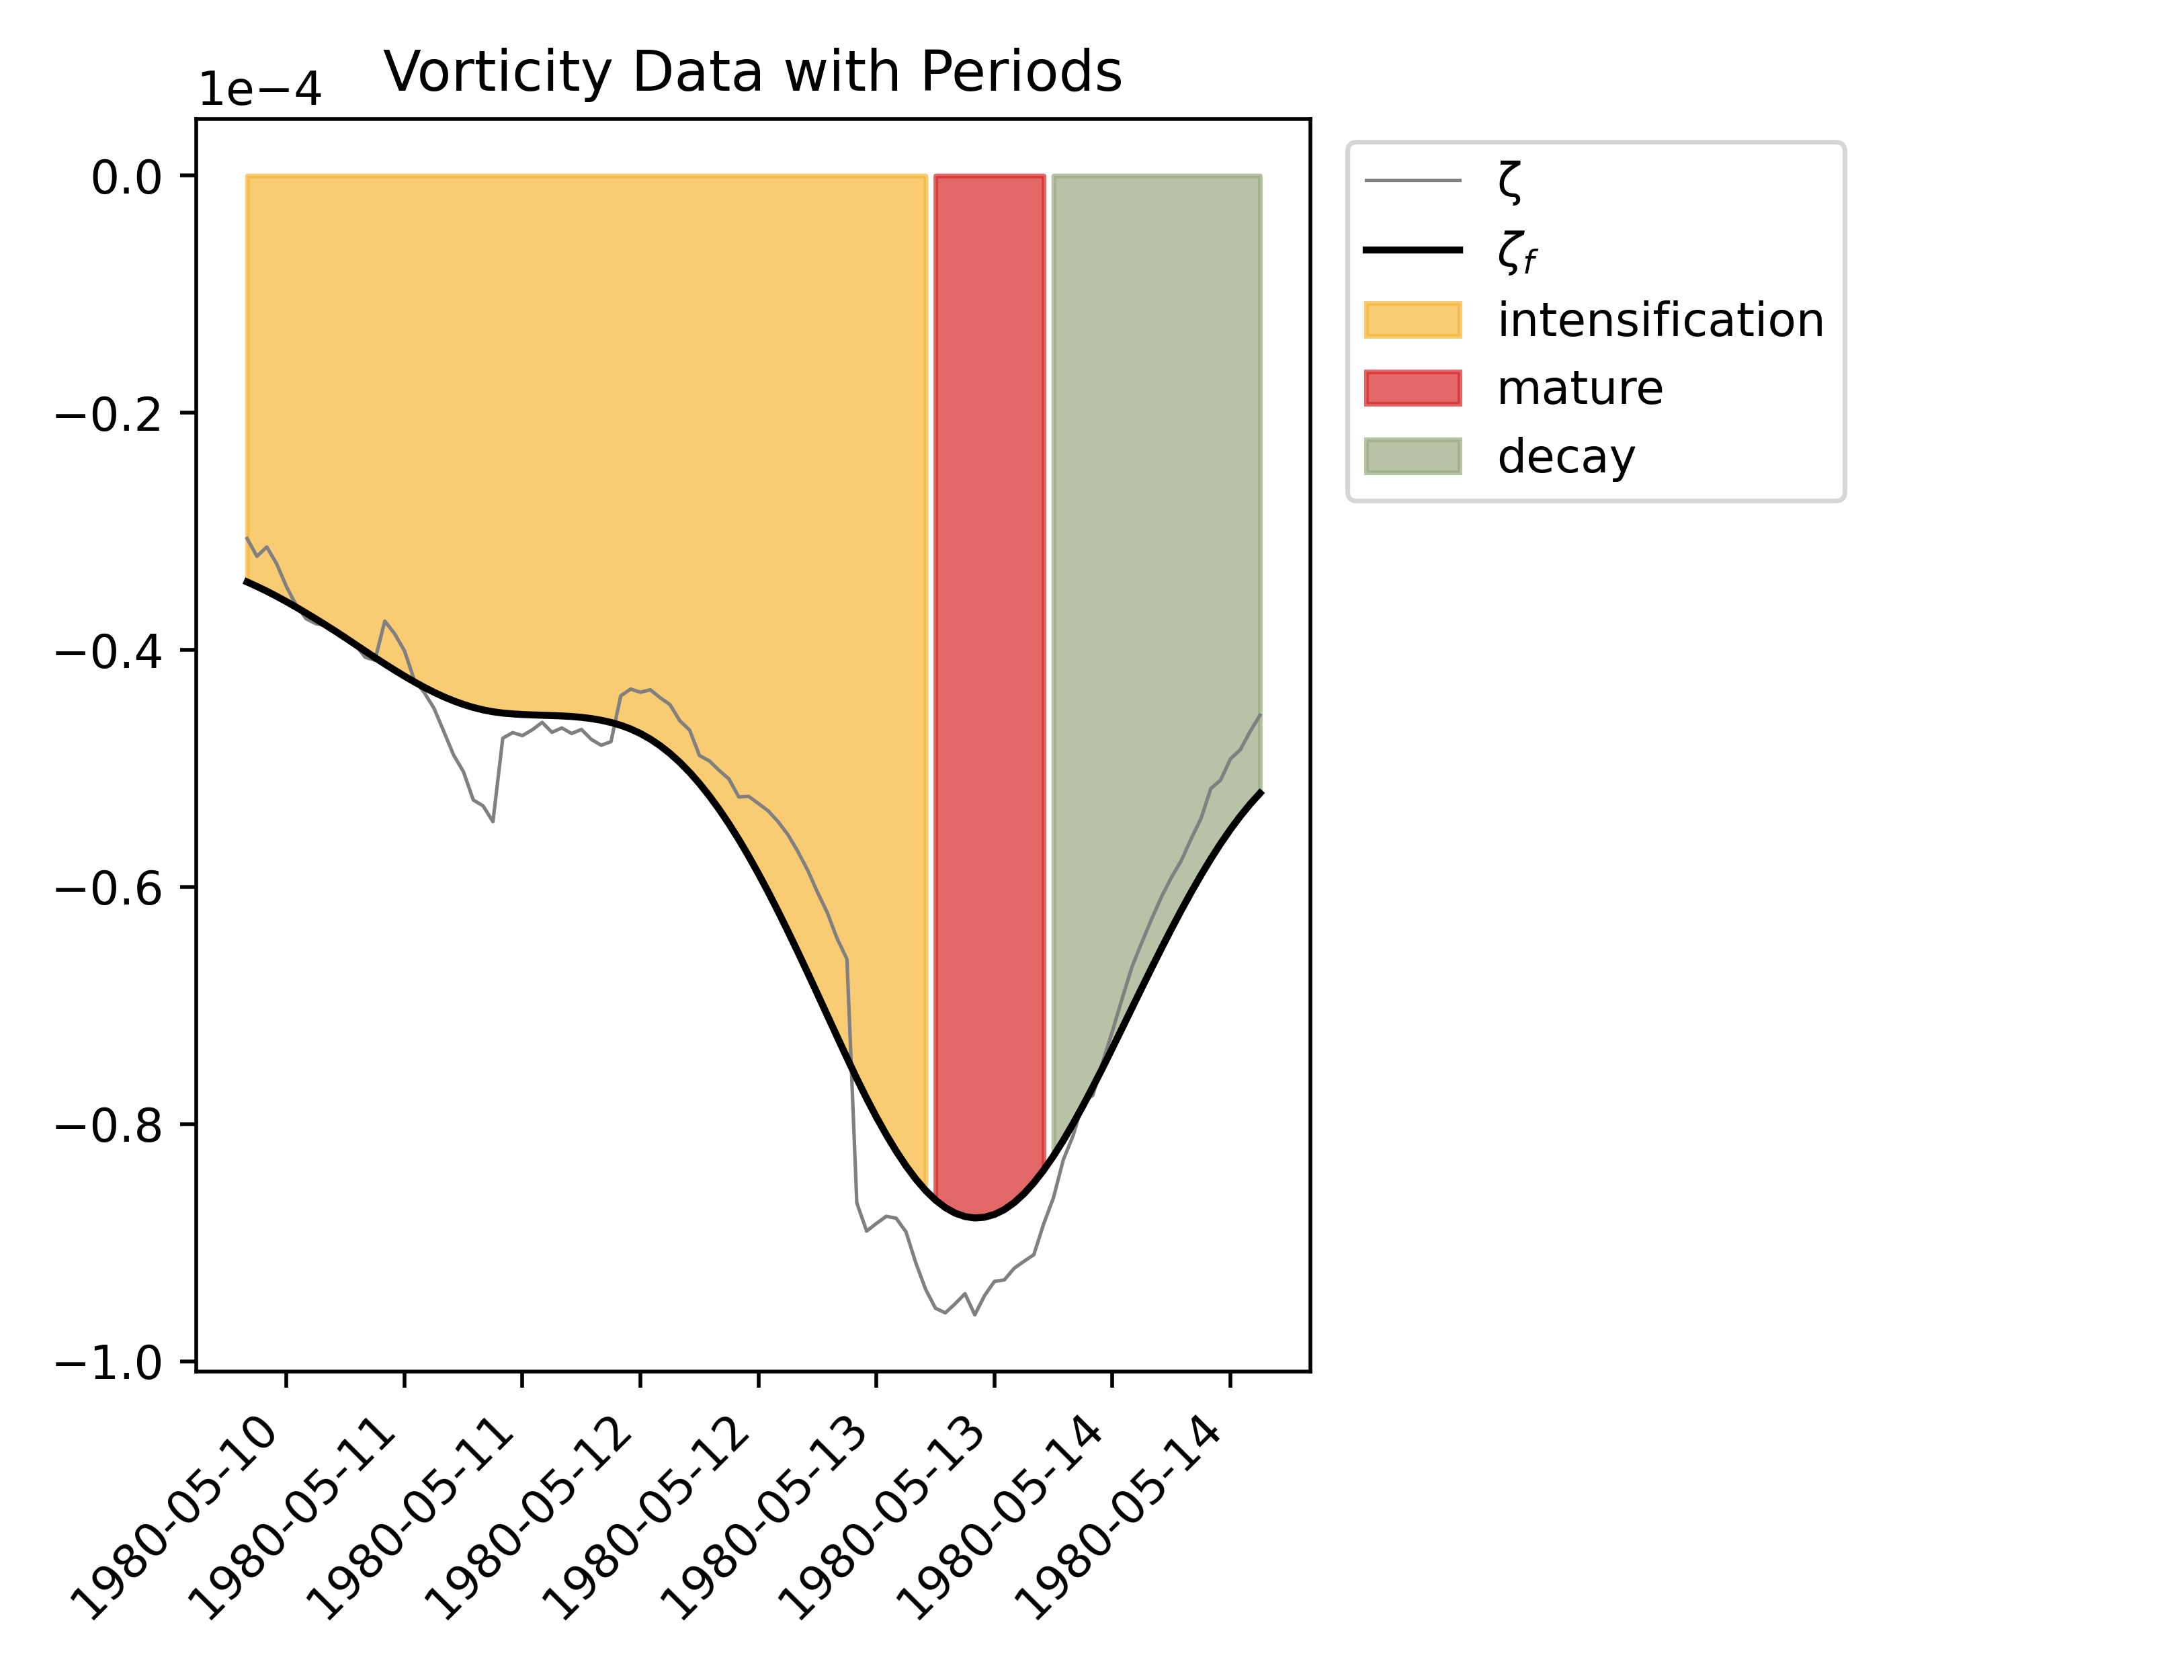 Vorticity Data with Periods
1e−4
0.0
−0.2
−0.4
−0.6
−0.8
−1.0
1980-05-10
1980-05-11
1980-05-11
1980-05-12
1980-05-12
1980-05-13
1980-05-13
1980-05-14
1980-05-14
ζ
ζf
intensification
mature
decay